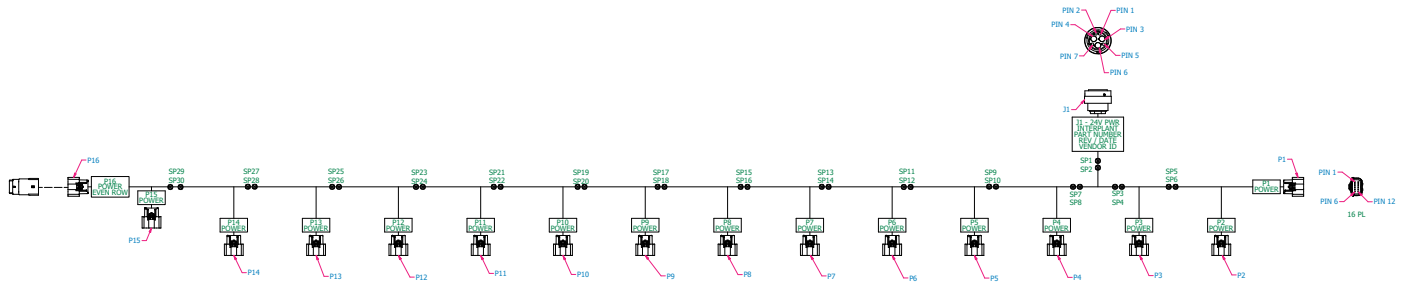 PIN 2
PIN 1
PIN 4
PIN 3
PIN 7
PIN 5
PIN 6
J1
J1 - 24V PWR
INTERPLANT
PART NUMBER
REV / DATE
VENDOR ID
SP1
SP2
P16
P16
POWER
EVEN ROW
P15
POWER
P15
SP29
SP30
SP27
SP28
SP25
SP26
SP23
SP24
SP21
SP22
SP19
SP20
SP17
SP18
SP15
SP16
SP13
SP14
SP11
SP12
SP9
SP10
SP7
SP8
SP3
SP4
SP5
SP6
P1
P1
POWER
PIN 1
PIN 6
PIN 12
16 PL
P14
POWER
P13
POWER
P12
POWER
P11
POWER
P10
POWER
P9
POWER
P8
POWER
P7
POWER
P6
POWER
P5
POWER
P4
POWER
P3
POWER
P2
POWER
P14
P13
P12
P11
P10
P9
P8
P7
P6
P5
P4
P3
P2